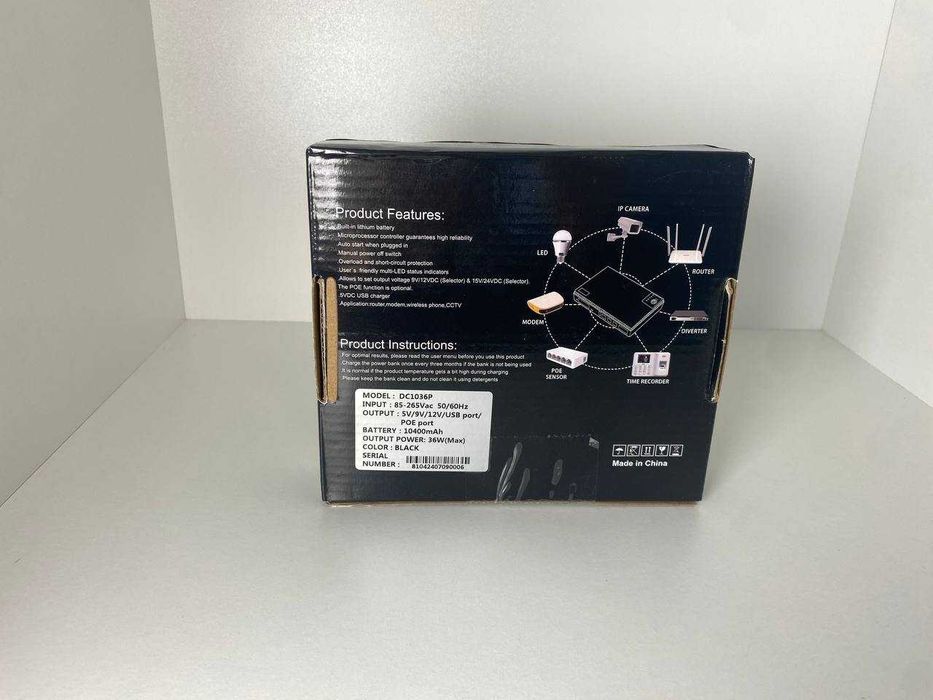 Product Features:
Built-in lithium battery
Microprocessor controller guarantees high reliability
Auto start when plugged in
Manual power off switch
Overload and short-circuit protection
User`s friendly multi-LED status indicators
Allows to set output voltage 9V/12VDC (Selector) & 15V/24VDC (Selector).
The POE function is optional.
5VDC USB charger
Application:router,modem,wireless phone,CCTV
IP CAMERA
LED
ROUTER
MODEM
DIVERTER
POE
SENSOR
TIME RECORDER
Product Instructions:
For optimal results, please read the user menu before you use this product
Charge the power bank once every three months if the bank is not being used
It is normal if the product temperature gets a bit high during charging
Please keep the bank clean and do not clean it using detergents
MODEL : DC1036P
INPUT : 85-265Vac 50/60Hz
OUTPUT : 5V/9V/12V/USB port/
POE port
BATTERY : 10400mAh
OUTPUT POWER: 36W(Max)
COLOR : BLACK
SERIAL
NUMBER :
81042407090006
Made in China